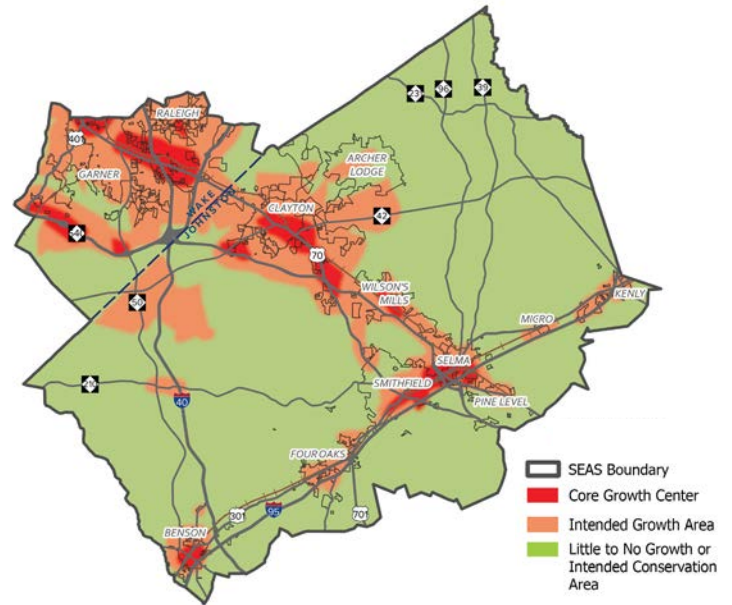 23
96
39
RALEIGH
401
GARNER
ARCHER
LODGE
WAKE
JOHNSTON
CLAYTON
42
540
70
50
WILSON'S
MILLS
KENLY
MICRO
SELMA
SMITHFIELD
PINE LEVEL
210
40
FOUR OAKS
301
95
70
BENSON
SEAS Boundary
Core Growth Center
Intended Growth Area
Little to No Growth or
Intended Conservation
Area